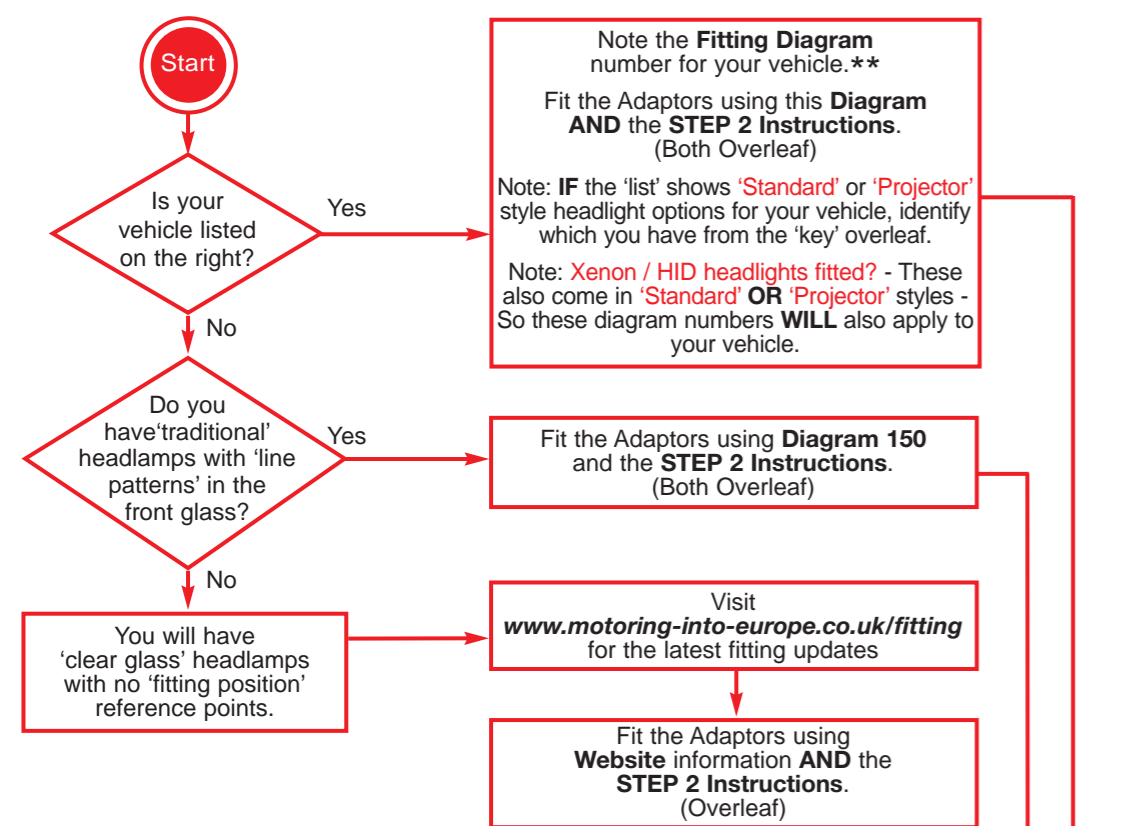 Start
Is your
vehicle listed
on the right?
Yes
Note the Fitting Diagram
number for your vehicle.**
Fit the Adaptors using this Diagram
AND the STEP 2 Instructions.
(Both Overleaf)
Note: IF the ‘list’ shows ‘Standard’ or ‘Projector’
style headlight options for your vehicle, identify
which you have from the ‘key’ overleaf.
Note: Xenon / HID headlights fitted? - These
also come in ‘Standard’ OR ‘Projector’ styles -
So these diagram numbers WILL also apply to
your vehicle.
No
Do you
have‘traditional’
headlamps with ‘line
patterns’ in the
front glass?
Yes
Fit the Adaptors using Diagram 150
and the STEP 2 Instructions.
(Both Overleaf)
No
You will have
‘clear glass’ headlamps
with no ‘fitting position’
reference points.
Visit
www.motoring-into-europe.co.uk/fitting
for the latest fitting updates
Fit the Adaptors using
Website information AND the
STEP 2 Instructions.
(Overleaf)